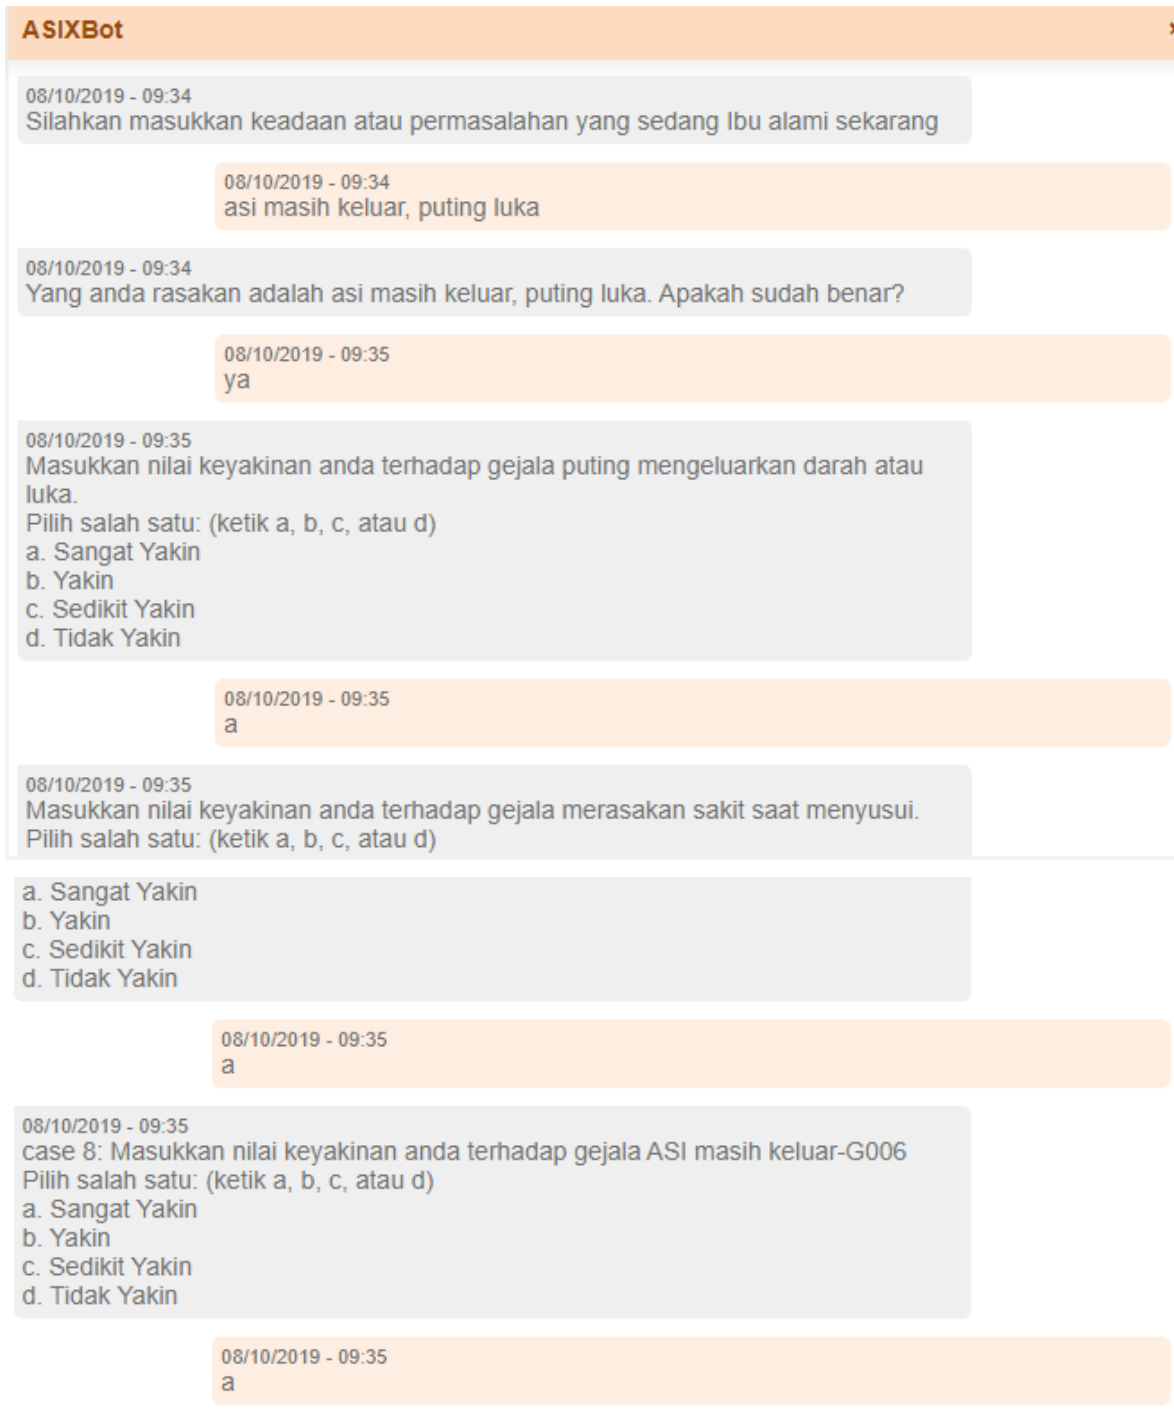 ASIXBot
08/10/2019 - 09:34
Silahkan masukkan keadaan atau permasalahan yang sedang Ibu alami sekarang
08/10/2019 - 09:34
asi masih keluar, puting luka
08/10/2019 - 09:34
Yang anda rasakan adalah asi masih keluar, puting luka. Apakah sudah benar?
08/10/2019 - 09:35
ya
08/10/2019 - 09:35
Masukkan nilai keyakinan anda terhadap gejala puting mengeluarkan darah atau
luka.
Pilih salah satu: (ketik a, b, c, atau d)
a. Sangat Yakin
b. Yakin
c. Sedikit Yakin
d. Tidak Yakin
08/10/2019 - 09:35
a
08/10/2019 - 09:35
Masukkan nilai keyakinan anda terhadap gejala merasakan sakit saat menyusui.
Pilih salah satu: (ketik a, b, c, atau d)
a. Sangat Yakin
b. Yakin
c. Sedikit Yakin
d. Tidak Yakin
08/10/2019 - 09:35
a
08/10/2019 - 09:35
case 8: Masukkan nilai keyakinan anda terhadap gejala ASI masih keluar-G006
Pilih salah satu: (ketik a, b, c, atau d)
a. Sangat Yakin
b. Yakin
c. Sedikit Yakin
d. Tidak Yakin
08/10/2019 - 09:35
a